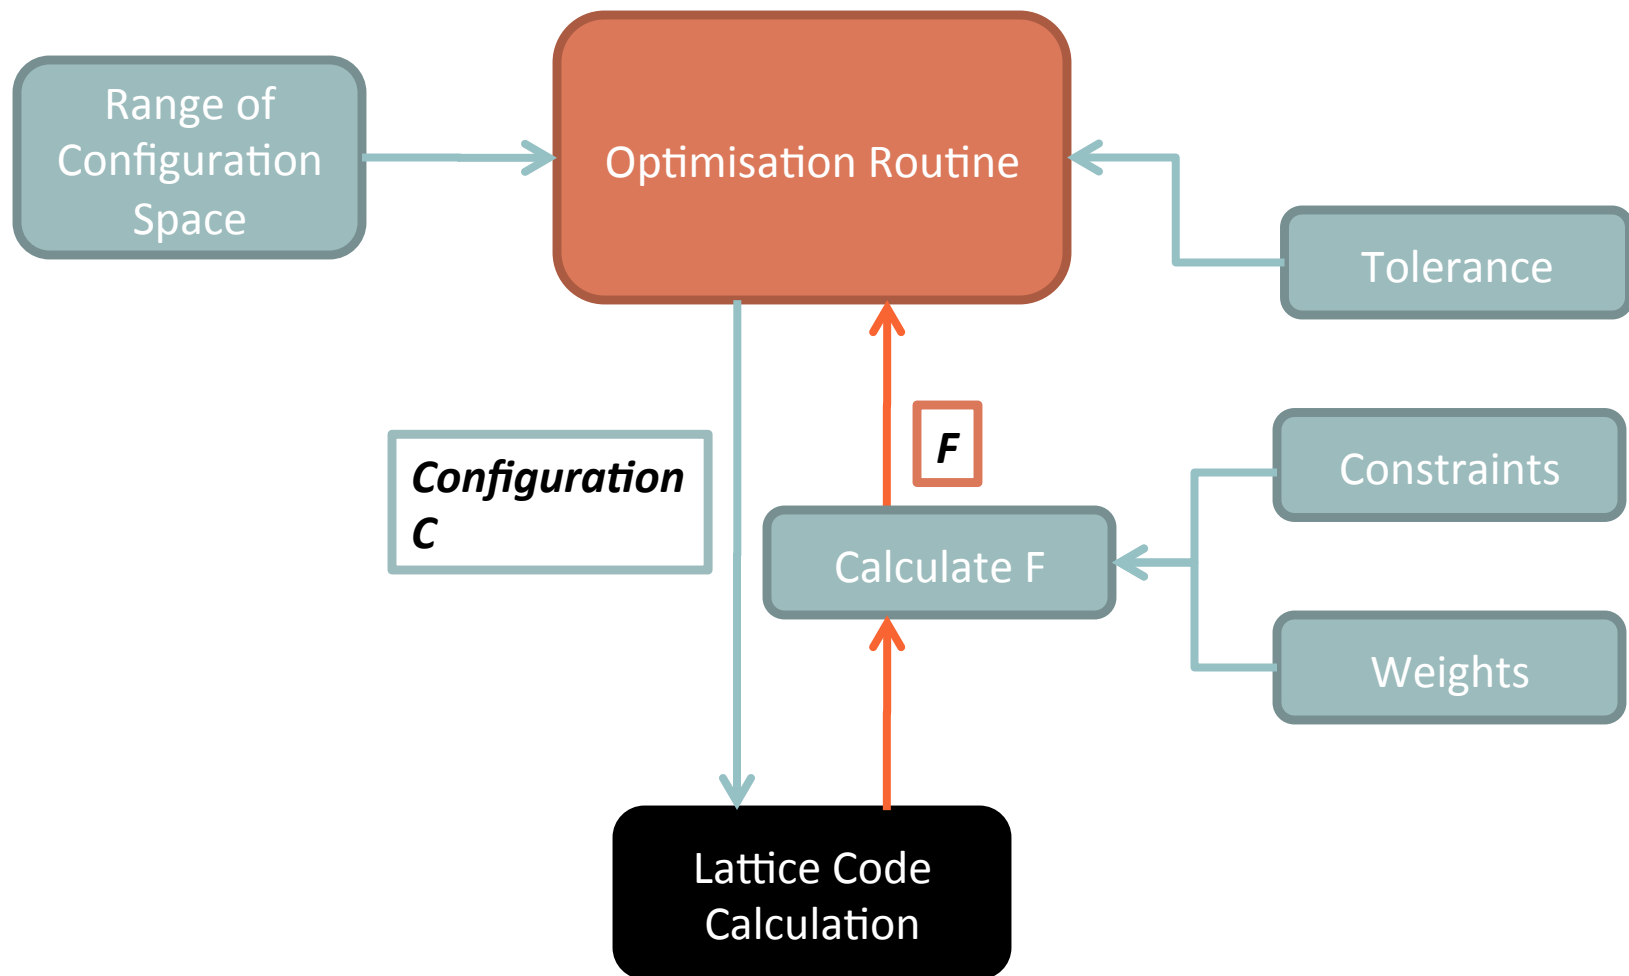 Range of
Configuration
Space
Optimisation Routine
Tolerance
Configuration
C
F
Constraints
Calculate F
Weights
Lattice Code
Calculation